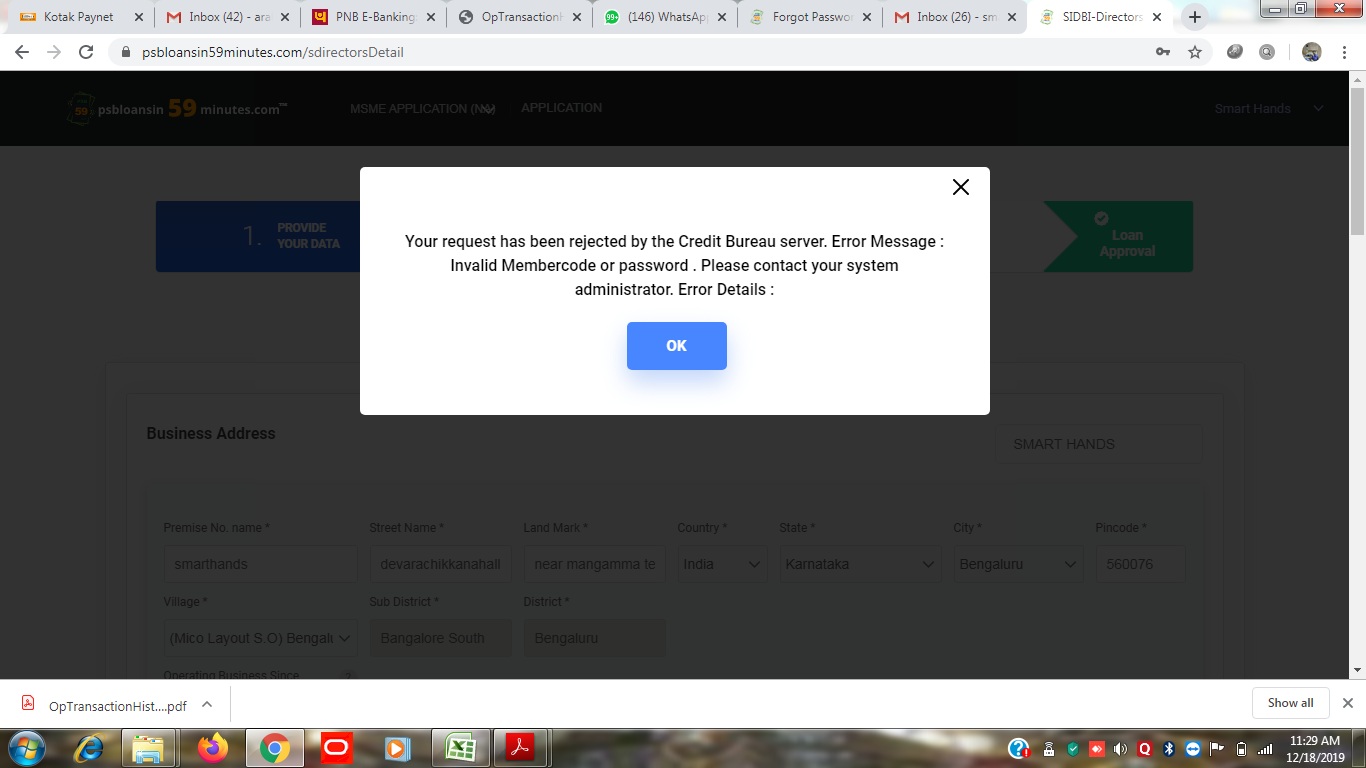 Kotak Paynet
Inbox (42) - ara
PNB E-Banking:
OpTransactionH
(146) WhatsApp
Forgot Passwor
Inbox (26) - sm
SIDBI-Directors
psbloansin59minutes.com/sdirectorsDetail
psbloansin 59 minutes.com™
MSME APPLICATION
APPLICATION
Smart Hands
1. PROVIDE
YOUR DATA
Loan
Approval
Your request has been rejected by the Credit Bureau server. Error Message :
Invalid Membercode or password . Please contact your system
administrator. Error Details :
OK
Business Address
SMART HANDS
Premise No. name * Street Name * Land Mark * Country * State * City * Pincode *
smarthands devarachikkanahall near mangamma te India Karnataka Bengaluru 560076
Village * Sub District * District *
(Mico Layout S.O) Bengalu Bangalore South Bengaluru
Operating Business Since
OpTransactionHist....pdf
Show all
11:29 AM
12/18/2019